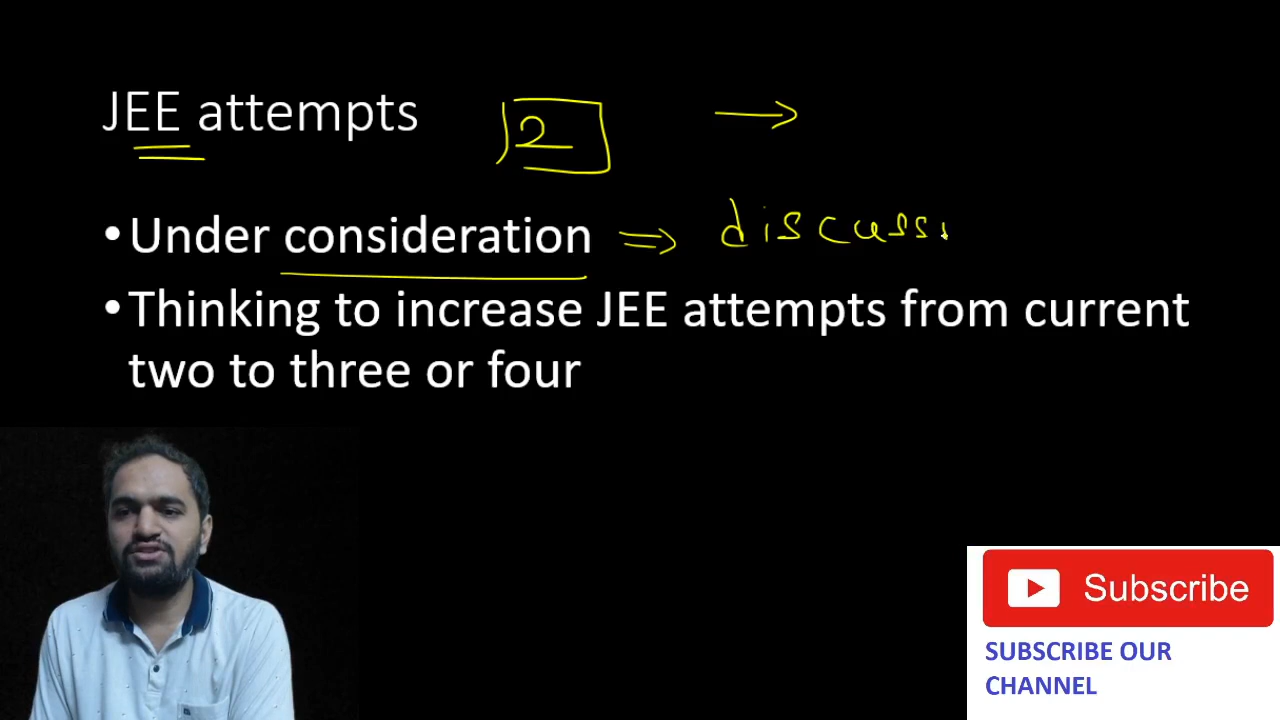 JEE attempts 2
•Under consideration ⇒ discuss
•Thinking to increase JEE attempts from current
two to three or four
Subscribe
SUBSCRIBE OUR
CHANNEL